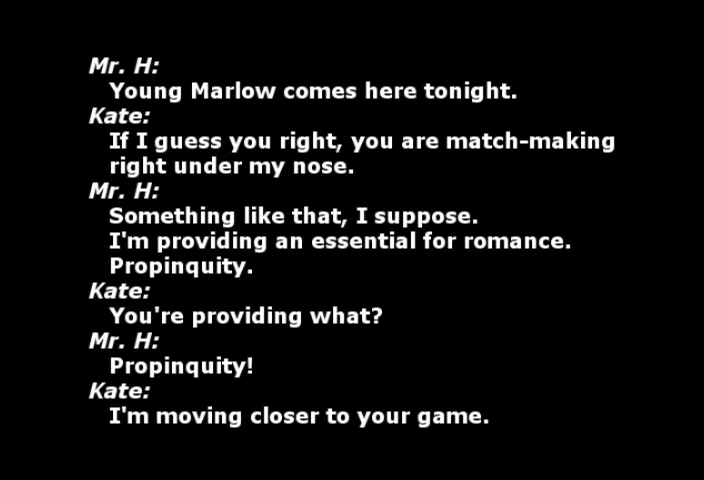 Mr. H:
Young Marlow comes here tonight.
Kate:
If I guess you right, you are match-making
right under my nose.
Mr. H:
Something like that, I suppose.
I'm providing an essential for romance.
Propinquity.
Kate:
You're providing what?
Mr. H:
Propinquity!
Kate:
I'm moving closer to your game.